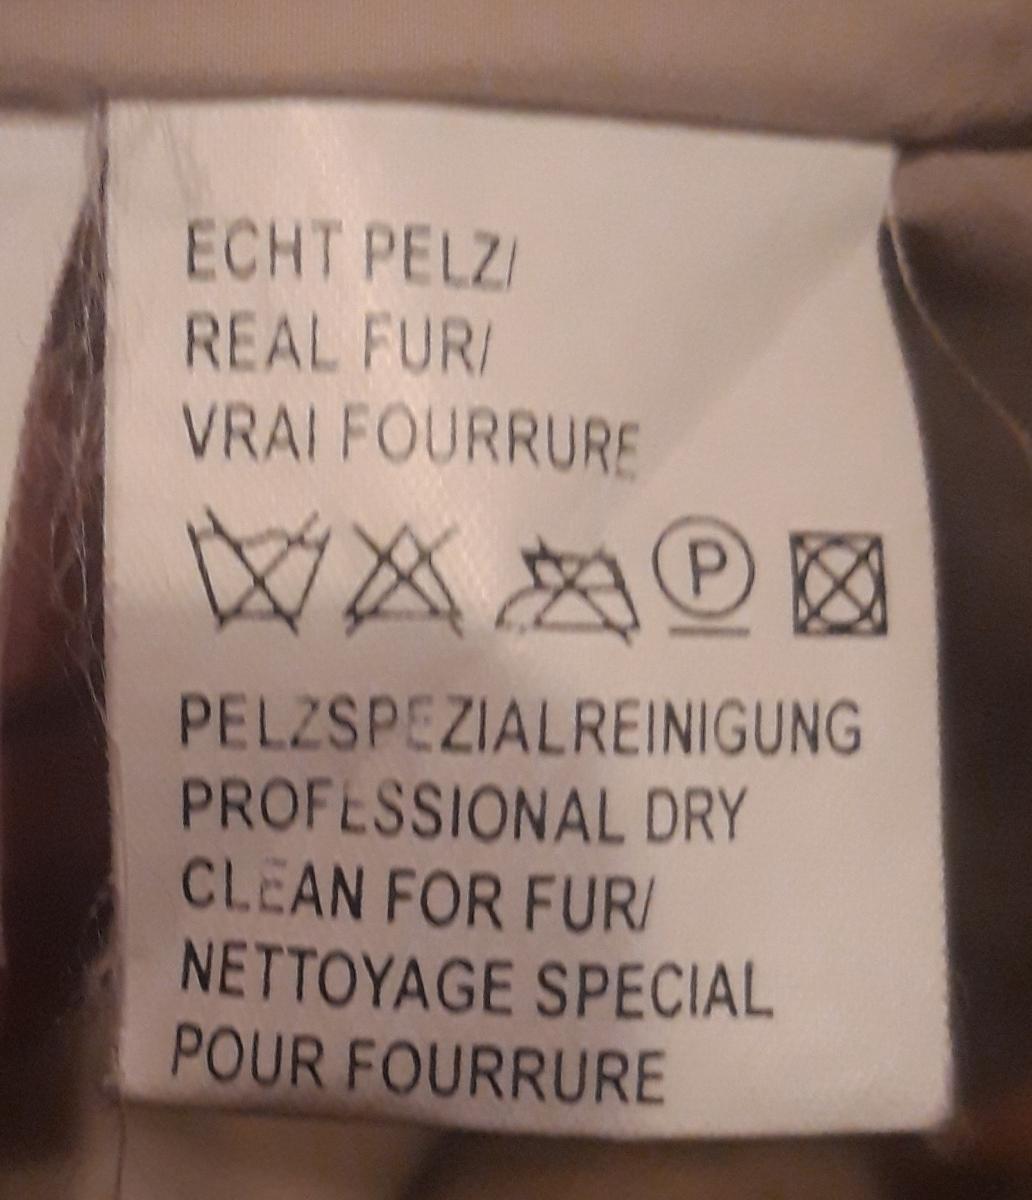 ECHT PELZ/
REAL FUR/
VRAI FOURRURE
P
PELZSPEZIALREINIGUNG
PROFESSIONAL DRY
CLEAN FOR FUR/
NETTOYAGE SPECIAL
POUR FOURRURE